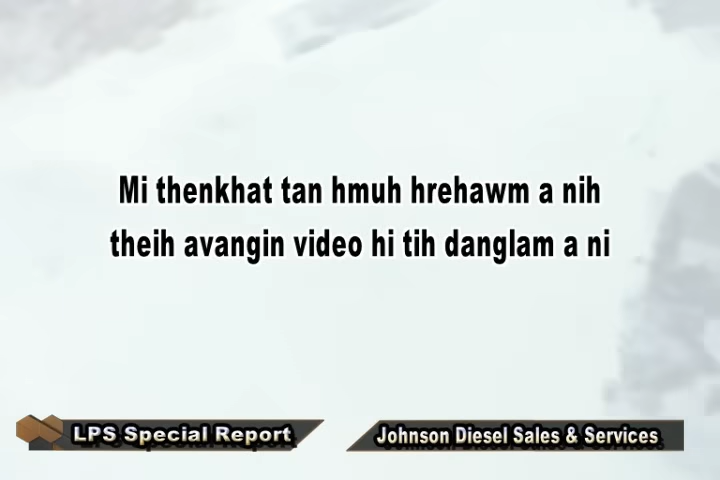 Mi thenkhat tan hmuh hrehawm a nih
theih avangin video hi tih danglam a ni
LPS Special Report
Johnson Diesel Sales & Services